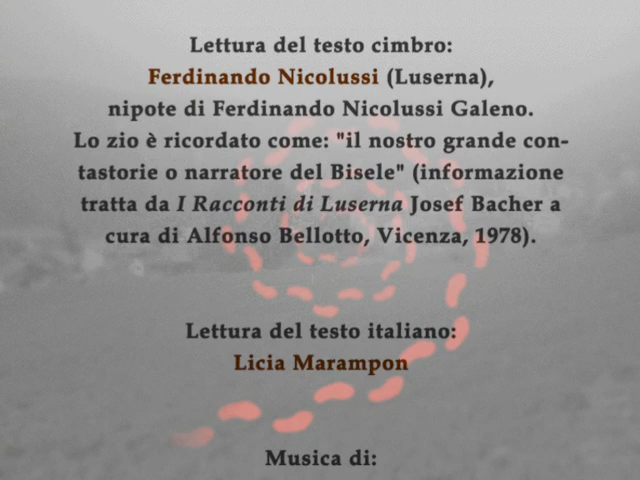 Lettura del testo cimbro:
Ferdinando Nicolussi (Luserna),
nipote di Ferdinando Nicolussi Galeno.
Lo zio è ricordato come: "il nostro grande con-
tastorie o narratore del Bisele" (informazione
tratta da I Racconti di Luserna Josef Bacher a
cura di Alfonso Bellotto, Vicenza, 1978).
Lettura del testo italiano:
Licia Marampon
Musica di: